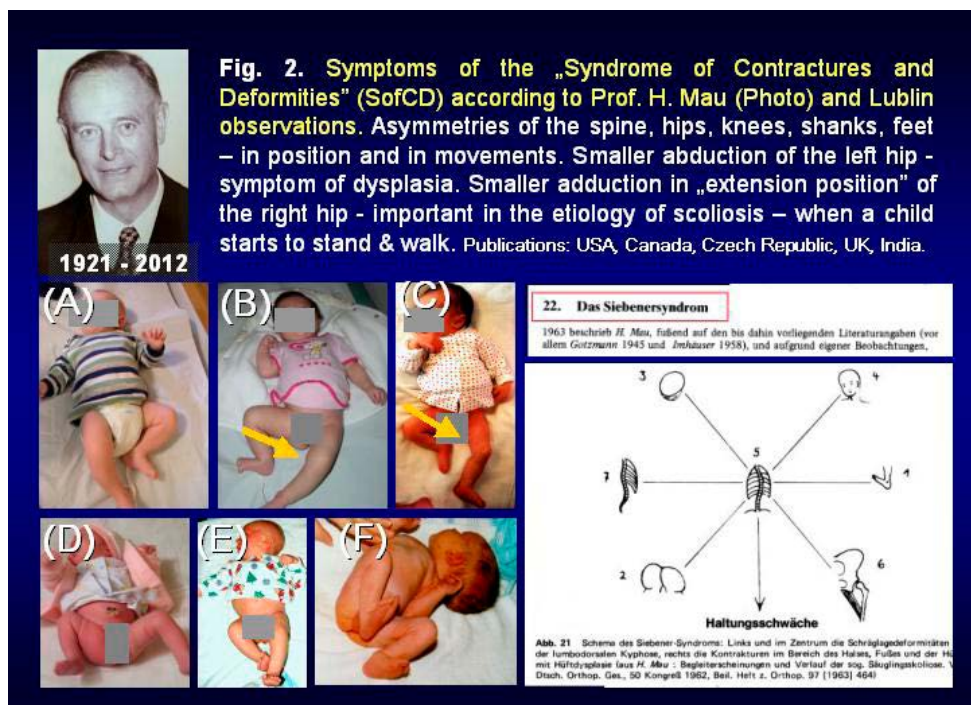 Fig. 2. Symptoms of the „Syndrome of Contractures and
Deformities” (SofCD) according to Prof. H. Mau (Photo) and Lublin
observations. Asymmetries of the spine, hips, knees, shanks, feet
– in position and in movements. Smaller abduction of the left hip -
symptom of dysplasia. Smaller adduction in „extension position” of
the right hip - important in the etiology of scoliosis – when a child
starts to stand & walk. Publications: USA, Canada, Czech Republic, UK, India.
1921 - 2012
(A)
(B)
(C)
22. Das Siebenersyndrom
1963 beschrieb H. Mau, fußend auf den bis dahin vorliegenden Literaturangaben (vor
allem Gotzmann 1945 und Imhäuser 1958), und aufgrund eigener Beobachtungen,
3
4
5
7
1
2
6
Haltungsschwäche
(D)
(E)
(F)
Abb. 21 Schema des Siebener-Syndroms: Links und im Zentrum die Schräglagedeformitäten
der lumbodorsalen Kyphose, rechts die Kontrakturen im Bereich des Halses, Fußes und der
mit Hüftdysplasie (aus H. Mau: Begleiterscheinungen und Verlauf der sog. Säuglingsskoliose.
Dtsch. Orthop. Ges., 50 Kongreß 1962, Beil. Heft z. Orthop. 97 [1963] 464)